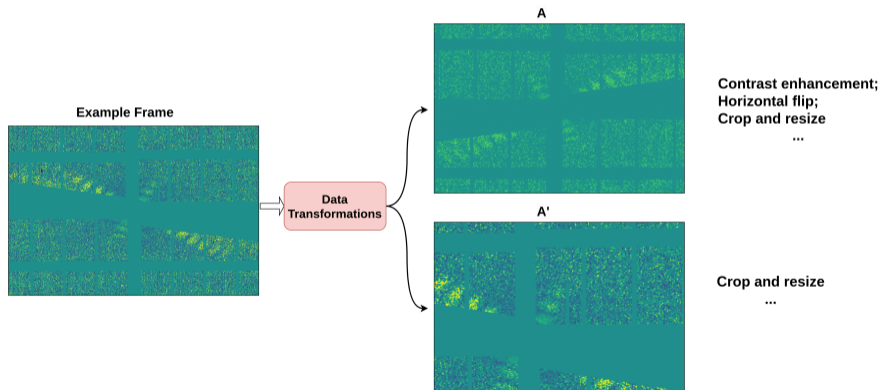 Example Frame
Data
Transformations
A
Contrast enhancement;
Horizontal flip;
Crop and resize
...
A'
Crop and resize
...